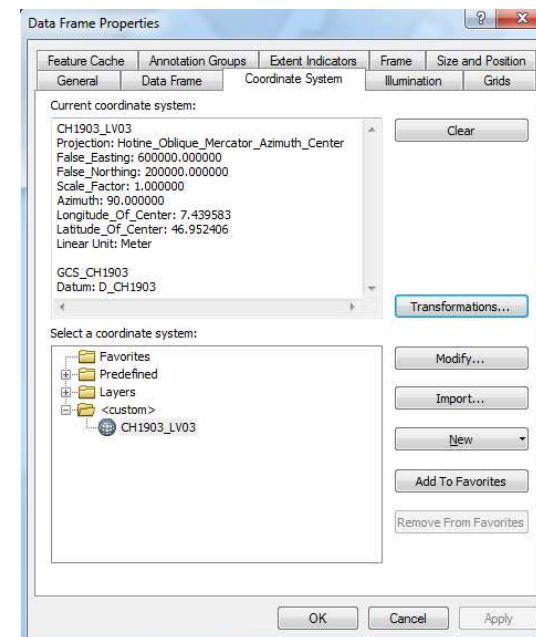 Data Frame Properties
Feature Cache Annotation Groups Extent Indicators Frame Size and Position
General Data Frame Coordinate System Illumination Grids
Current coordinate system:
CH1903_LV03
Projection: Hotine_Oblique_Mercator_Azimuth_Center
False_Easting: 600000.000000
False_Northing: 200000.000000
Scale_Factor: 1.000000
Azimuth: 90.000000
Longitude_Of_Center: 7.439583
Latitude_Of_Center: 46.952406
Linear Unit: Meter
GCS_CH1903
Datum: D_CH1903
Clear
Transformations...
Select a coordinate system:
Favorites
Predefined
Layers
<custom>
CH1903_LV03
Modify...
Import...
New
Add To Favorites
Remove From Favorites
OK Cancel Apply